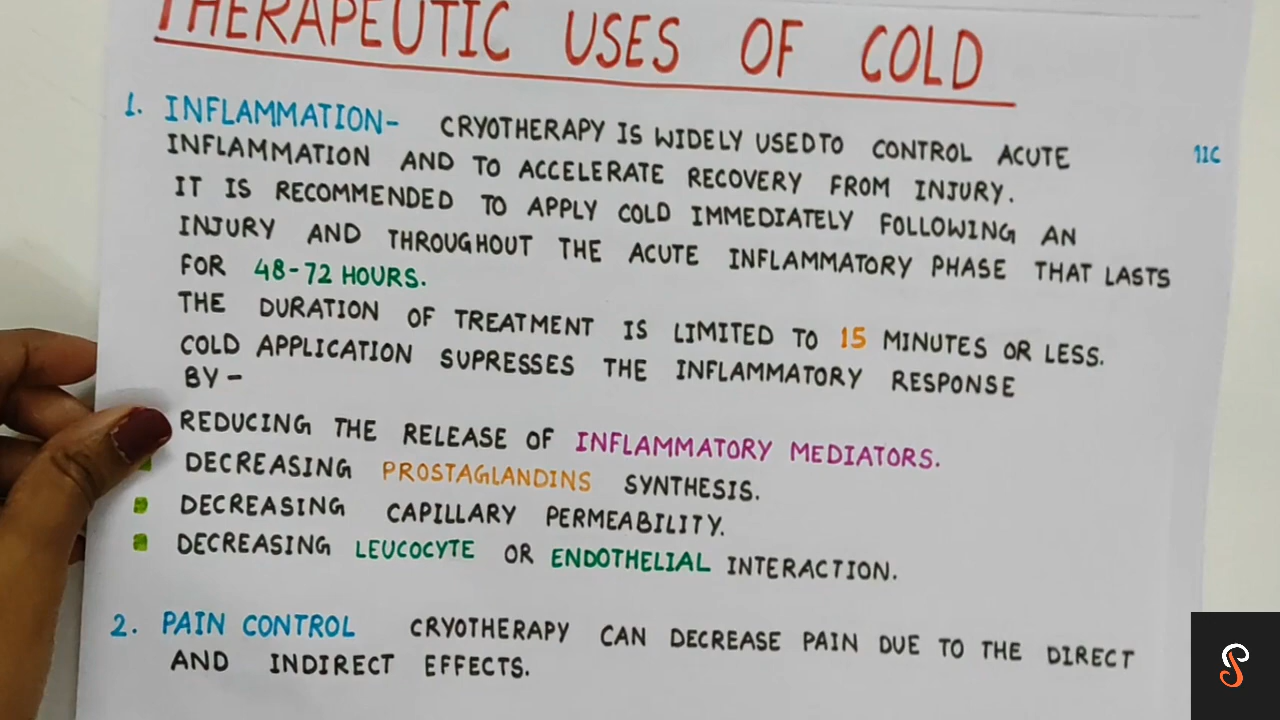 THERAPEUTIC USES OF COLD
1. INFLAMMATION- CRYOTHERAPY IS WIDELY USED TO CONTROL ACUTE
INFLAMMATION AND TO ACCELERATE RECOVERY FROM INJURY.
IT IS RECOMMENDED TO APPLY COLD IMMEDIATELY FOLLOWING AN
INJURY AND THROUGHOUT THE ACUTE INFLAMMATORY PHASE THAT LASTS
FOR 48-72 HOURS.
THE DURATION OF TREATMENT IS LIMITED TO 15 MINUTES OR LESS.
COLD APPLICATION SUPRESSES THE INFLAMMATORY RESPONSE
BY-
REDUCING THE RELEASE OF INFLAMMATORY MEDIATORS.
DECREASING PROSTAGLANDINS SYNTHESIS.
DECREASING CAPILLARY PERMEABILITY.
DECREASING LEUCOCYTE OR ENDOTHELIAL INTERACTION.
2. PAIN CONTROL CRYOTHERAPY CAN DECREASE PAIN DUE TO THE DIRECT
AND INDIRECT EFFECTS.